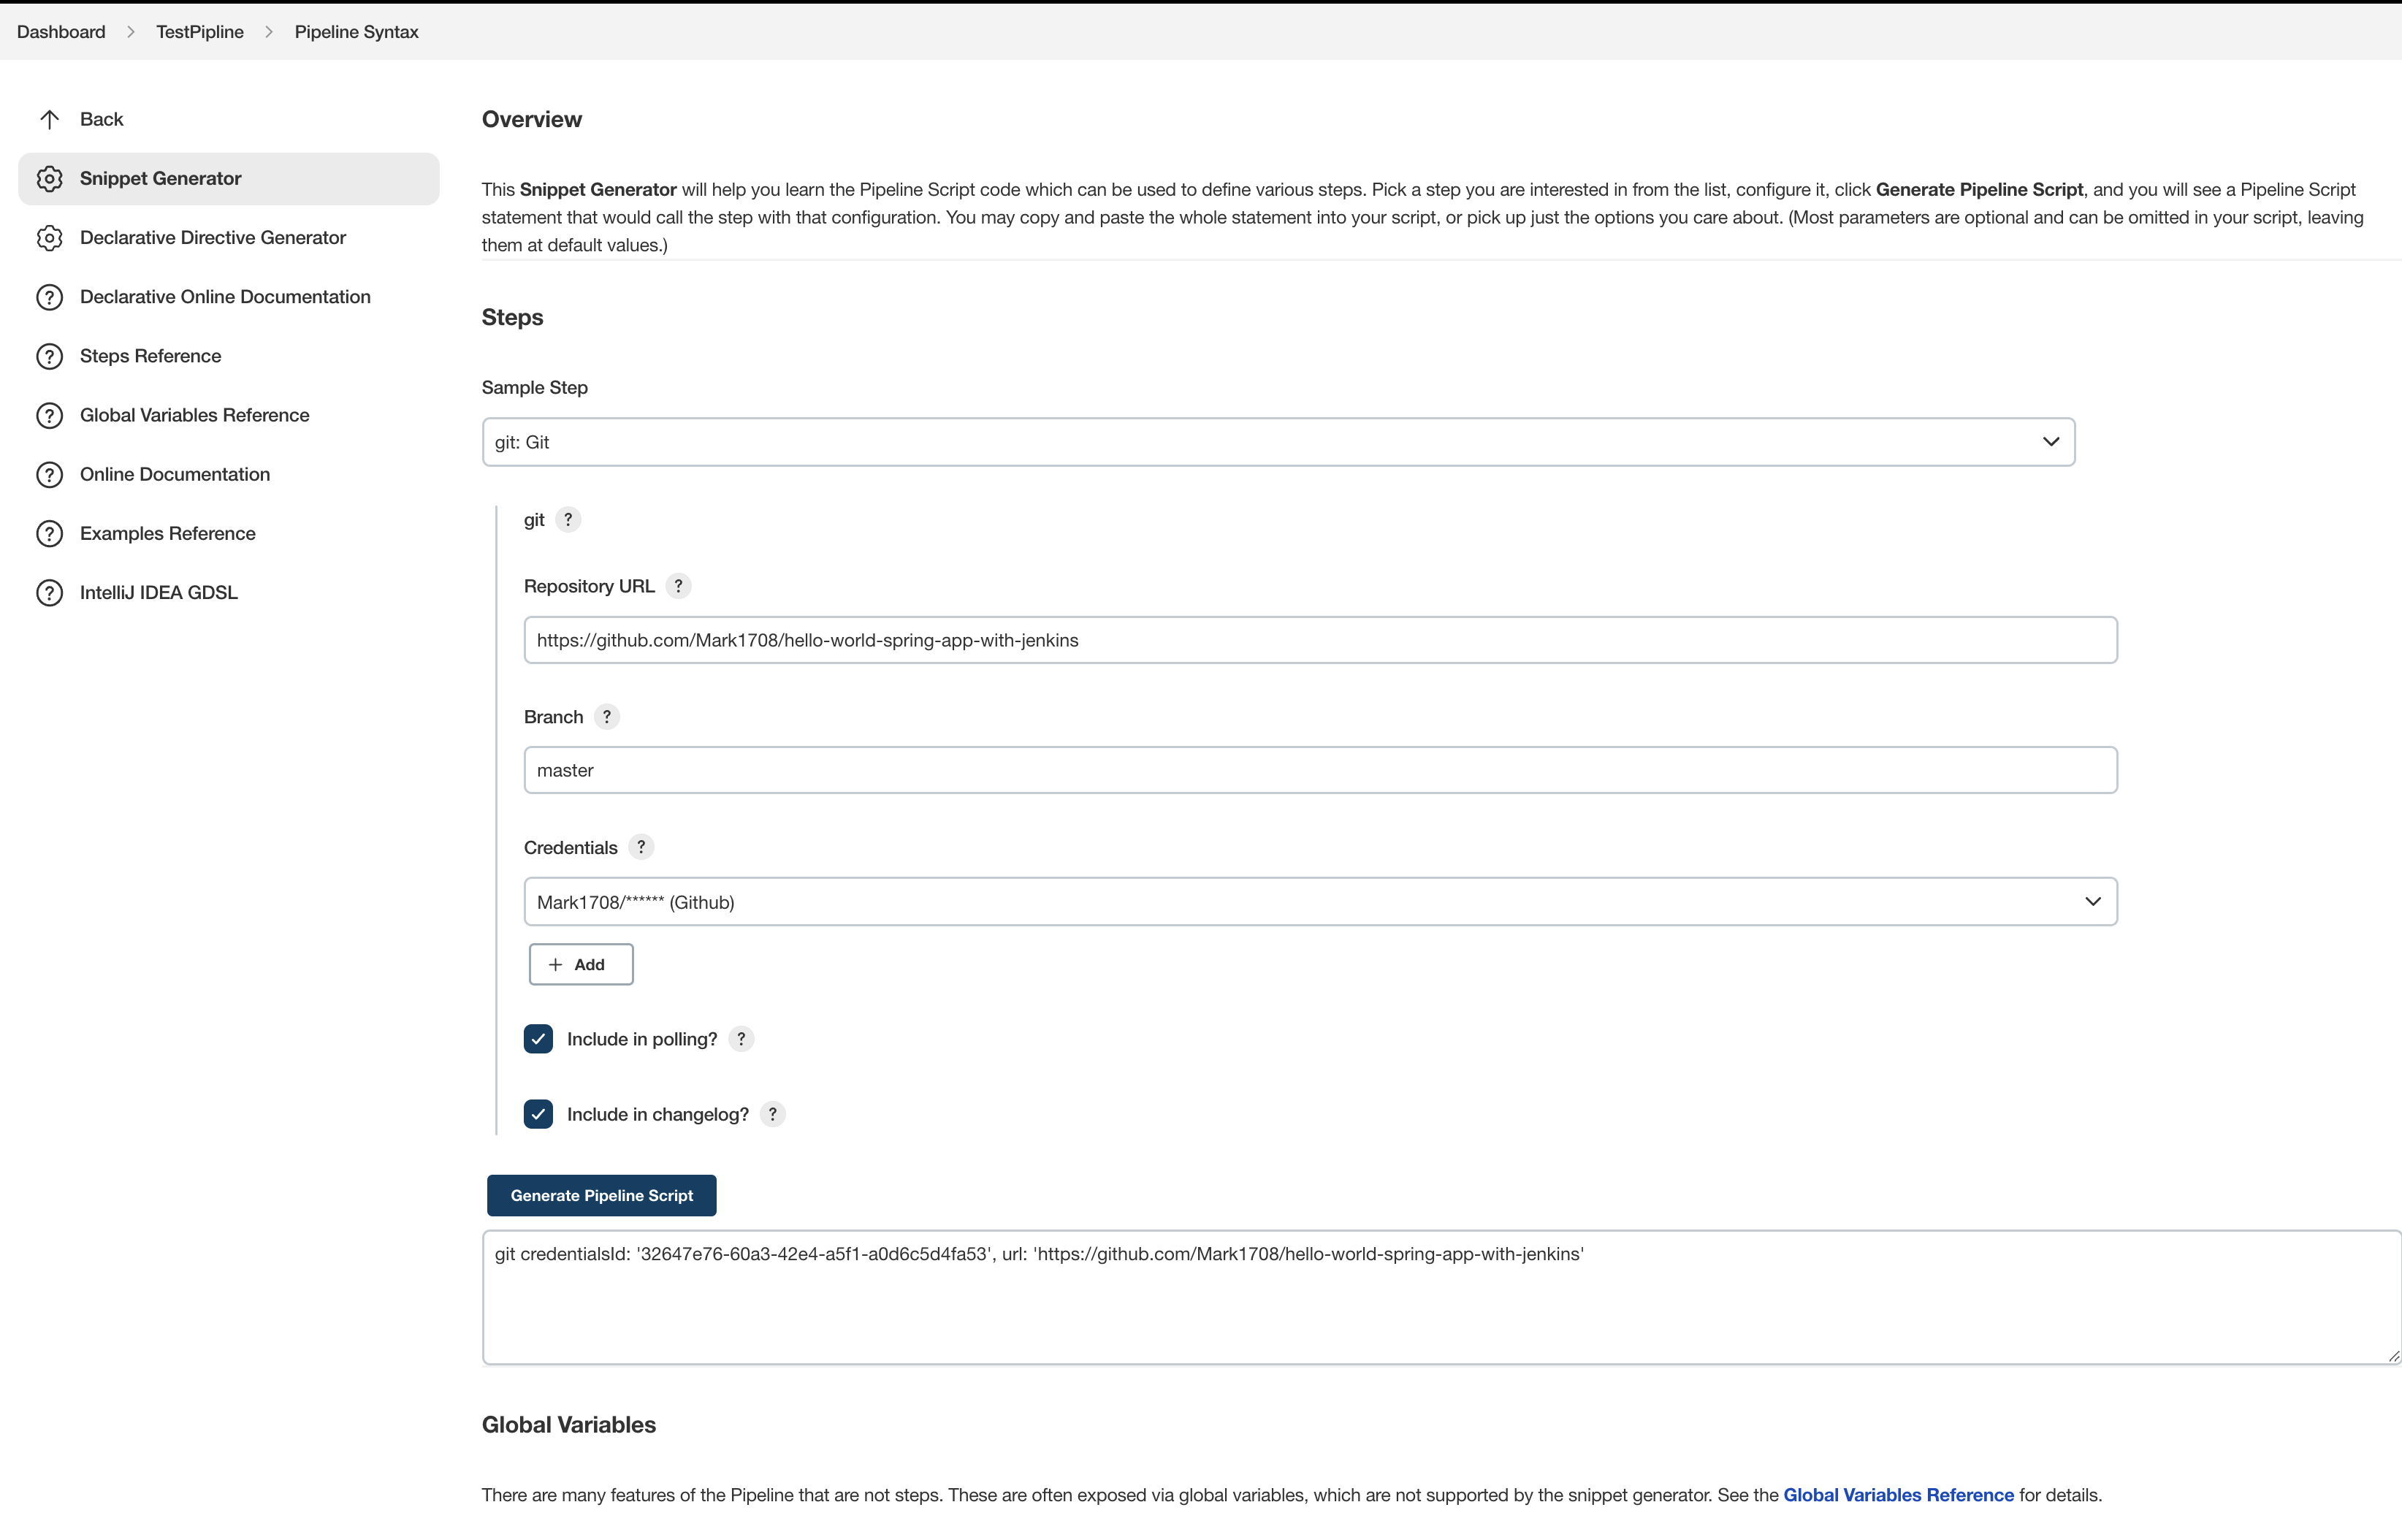 Dashboard > TestPipline > Pipeline Syntax
Back
Snippet Generator
Declarative Directive Generator
Declarative Online Documentation
Steps Reference
Global Variables Reference
Online Documentation
Examples Reference
IntelliJ IDEA GDSL
Overview
This Snippet Generator will help you learn the Pipeline Script code which can be used to define various steps. Pick a step you are interested in from the list, configure it, click Generate Pipeline Script, and you will see a Pipeline Script
statement that would call the step with that configuration. You may copy and paste the whole statement into your script, or pick up just the options you care about. (Most parameters are optional and can be omitted in your script, leaving
them at default values.)
Steps
Sample Step
git: Git
git ?
Repository URL ?
https://github.com/Mark1708/hello-world-spring-app-with-jenkins
Branch ?
master
Credentials ?
Mark1708/****** (Github)
+ Add
Include in polling? ?
Include in changelog? ?
Generate Pipeline Script
git credentialsId: '32647e76-60a3-42e4-a5f1-a0d6c5d4fa53', url: 'https://github.com/Mark1708/hello-world-spring-app-with-jenkins'
Global Variables
There are many features of the Pipeline that are not steps. These are often exposed via global variables, which are not supported by the snippet generator. See the Global Variables Reference for details.